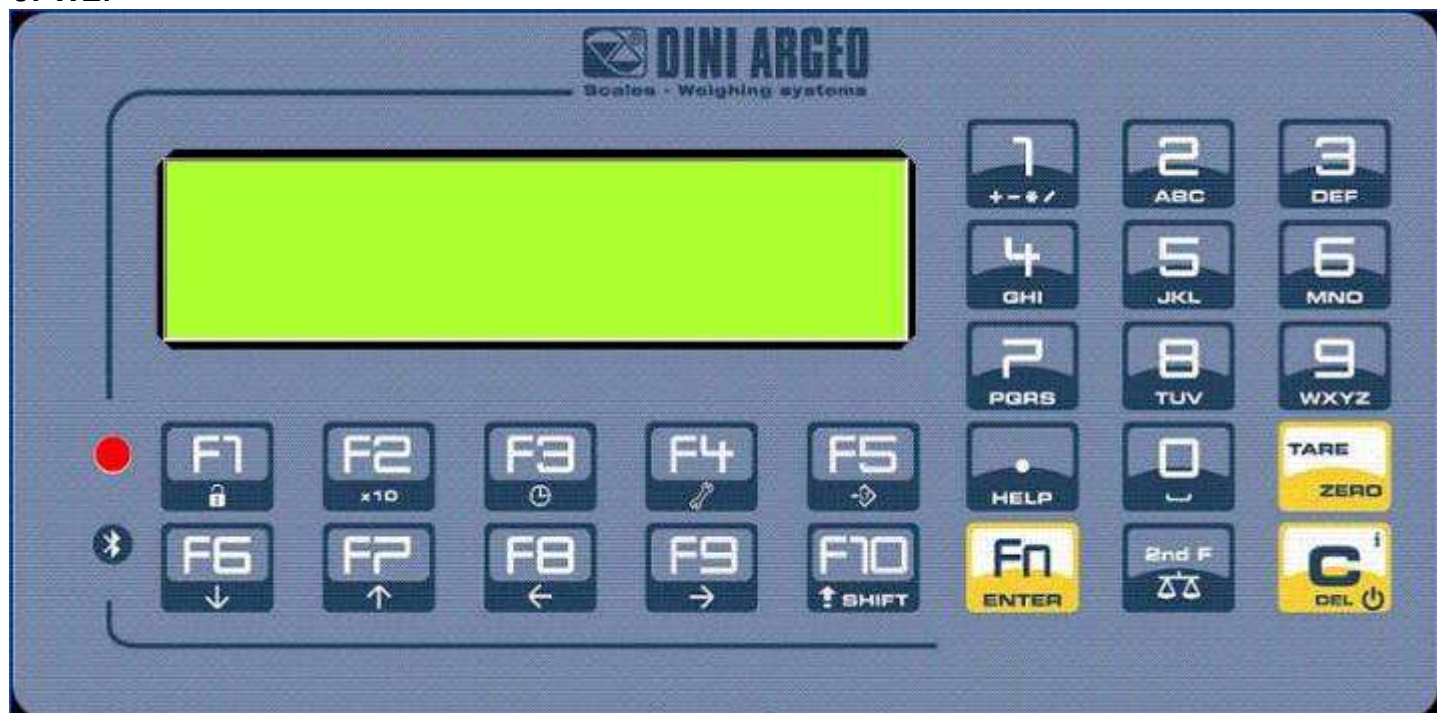 DINI ARGEO
Scales - Weighing systems
1 2 3
+-*/ ABC DEF
4 5 6
GHI JKL MNO
7 8 9
PQRS TUV WXYZ
F1 F2 F3 F4 F5 . 0 TARE
x10 HELP ZERO
F6 F7 F8 F9 F10 Fn 2nd F C i
SHIFT ENTER DEL